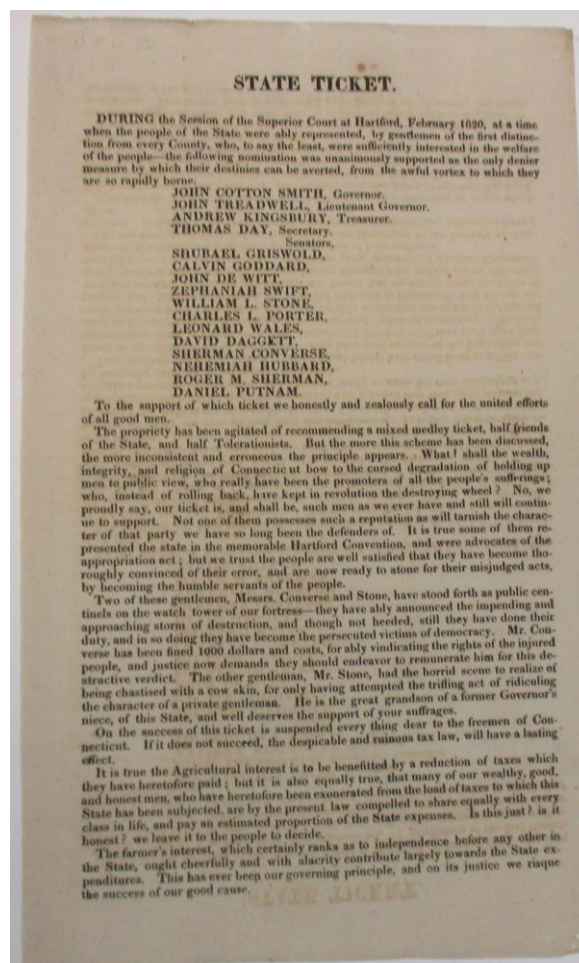 STATE TICKET.
DURING the Session of the Superior Court at Hartford, February 1820, at a time
when the people of the State were ably represented, by gentlemen of the first distinc-
tion from every County, who, to say the least, were sufficiently interested in the welfare
of the people—the following nomination was unanimously supported as the only denier
measure by which their destinies can be averted, from the awful vortex to which they
are so rapidly borne.
JOHN COTTON SMITH, Governor.
JOHN TREADWELL, Lieutenant Governor.
ANDREW KINGSBURY, Treasurer.
THOMAS DAY, Secretary.
Senators,
SHUBAEL GRISWOLD,
CALVIN GODDARD,
JOHN DE WITT,
ZEPHANIAH SWIFT,
WILLIAM L. STONE,
CHARLES L. PORTER,
LEONARD WALES,
DAVID DAGGETT,
SHERMAN CONVERSE,
NEHEMIAH HUBBARD,
ROGER M. SHERMAN,
DANIEL PUTNAM.
To the support of which ticket we honestly and zealously call for the united efforts
of all good men.
The propriety has been agitated of recommending a mixed medley ticket, half friends
of the State, and half Tolerationists. But the more this scheme has been discussed,
the more inconsistent and erroneous the principle appears. What! shall the wealth,
integrity, and religion of Connecticut bow to the cursed degradation of holding up
men to public view, who really have been the promoters of all the people's sufferings;
who, instead of rolling back, have kept in revolution the destroying wheel? No, we
proudly say, our ticket is, and shall be, such men as we ever have and still will contin-
ue to support. Not one of them possesses such a reputation as will tarnish the charac-
ter of that party we have so long been the defenders of. It is true some of them re-
presented the state in the memorable Hartford Convention, and were advocates of the
appropriation act; but we trust the people are well satisfied that they have become tho-
roughly convinced of their error, and are now ready to atone for their misjudged acts,
by becoming the humble servants of the people.
Two of these gentlemen, Messrs. Converse and Stone, have stood forth as public cen-
tinels on the watch tower of our fortress—they have ably announced the impending and
approaching storm of destruction, and though not heeded, still they have done their
duty, and in so doing they have become the persecuted victims of democracy. Mr. Con-
verse has been fined 1000 dollars and costs, for ably vindicating the rights of the injured
people, and justice now demands they should endeavor to remunerate him for this de-
structive verdict. The other gentleman, Mr. Stone, had the horrid scene to realize of
being chastised with a cow skin, for only having attempted the trifling act of ridiculing
the character of a private gentleman. He is the great grandson of a former Governor's
niece, of this State, and well deserves the support of your suffrages.
On the success of this ticket is suspended every thing dear to the freemen of Con-
necticut. If it does not succeed, the despicable and ruinous tax law, will have a lasting
effect.
It is true the Agricultural interest is to be benefitted by a reduction of taxes which
they have heretofore paid; but it is also equally true, that many of our wealthy, good,
and honest men, who have heretofore been exonerated from the load of taxes to which this
State has been subjected, are by the present law compelled to share equally with every
class in life, and pay an estimated proportion of the State expenses. Is this just? is it
honest? we leave it to the people to decide.
The farmer's interest, which certainly ranks as to independence before any other in
the State, ought cheerfully and with alacrity contribute largely towards the State ex-
penditures. This has ever been our governing principle, and on its justice we risque
the success of our good cause.